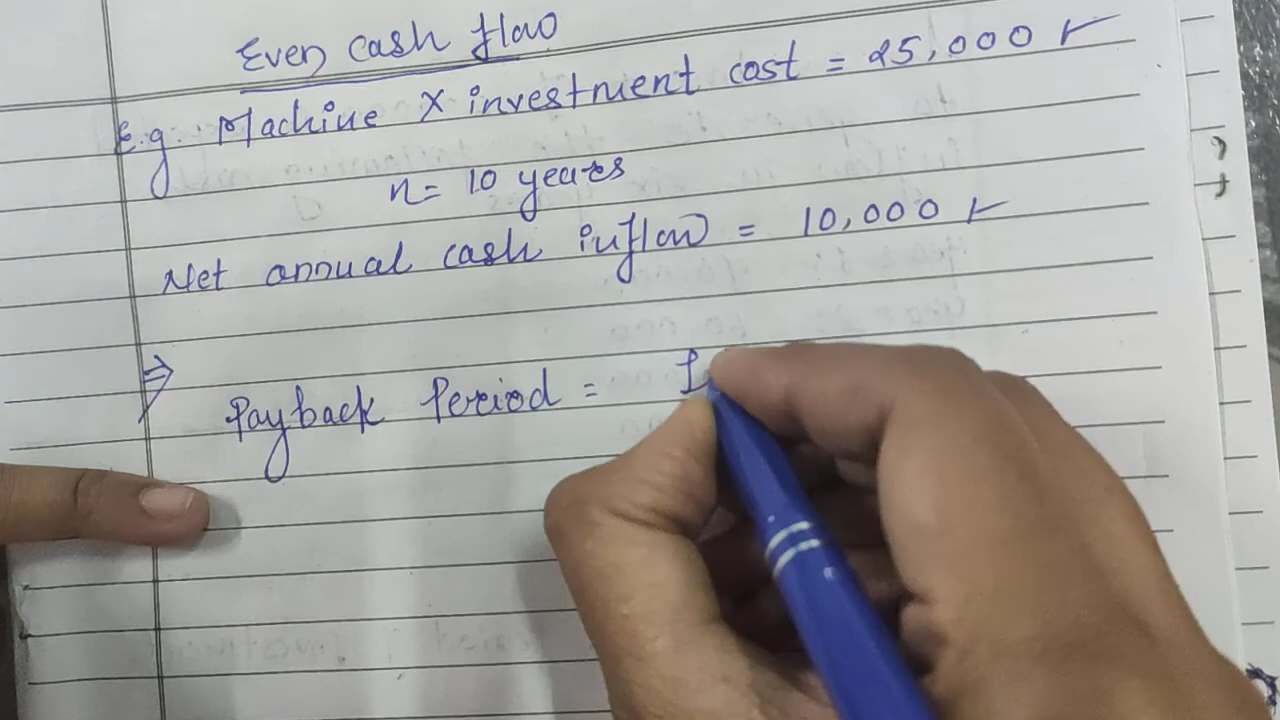 Even cash flow
E.g. Machine X investment cost = 25,000
n = 10 years
Net annual cash inflow = 10,000
⇒ Payback Period = I